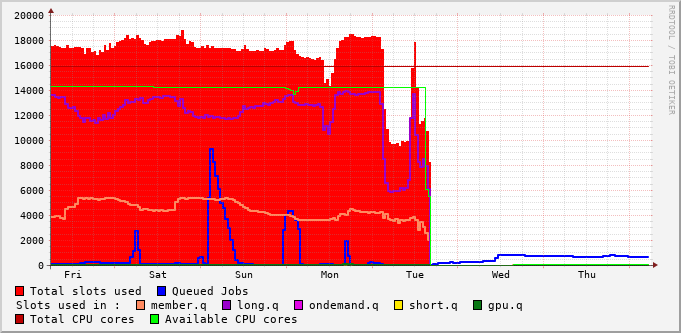 RRDTOOL / TOBI OETIKER
20000
18000
16000
14000
12000
10000
8000
6000
4000
2000
0
Fri Sat Sun Mon Tue Wed Thu
Total slots used Queued Jobs
Slots used in : member.q long.q ondemand.q short.q gpu.q
Total CPU cores Available CPU cores